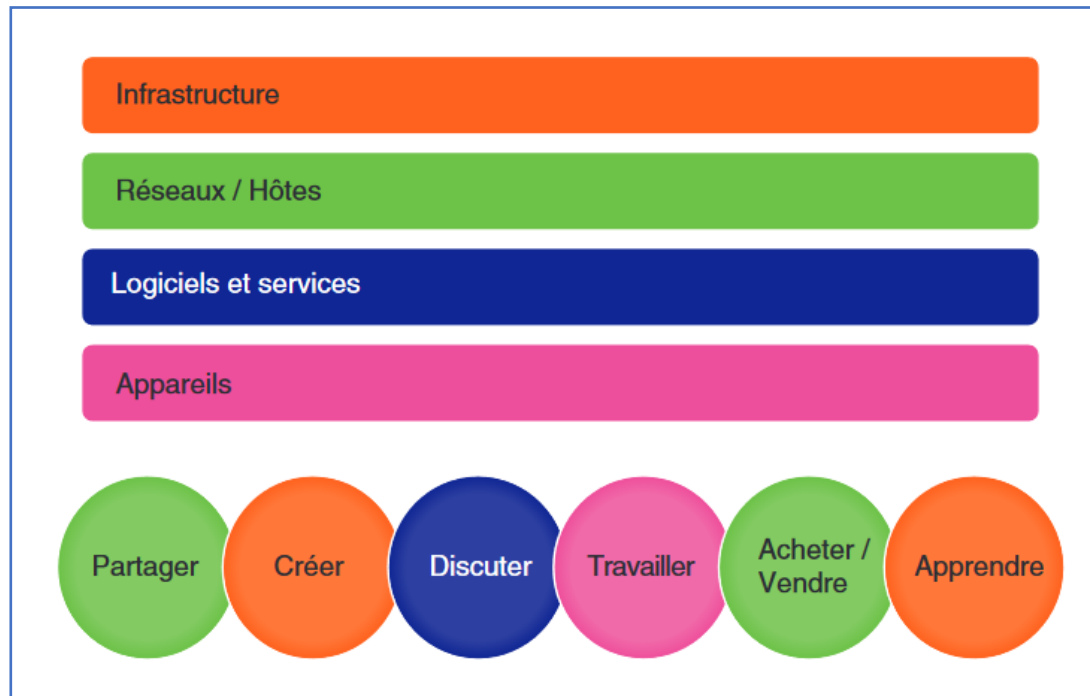 Infrastructure
Réseaux / Hôtes
Logiciels et services
Appareils
Partager
Créer
Discuter
Travailler
Acheter /
Vendre
Apprendre